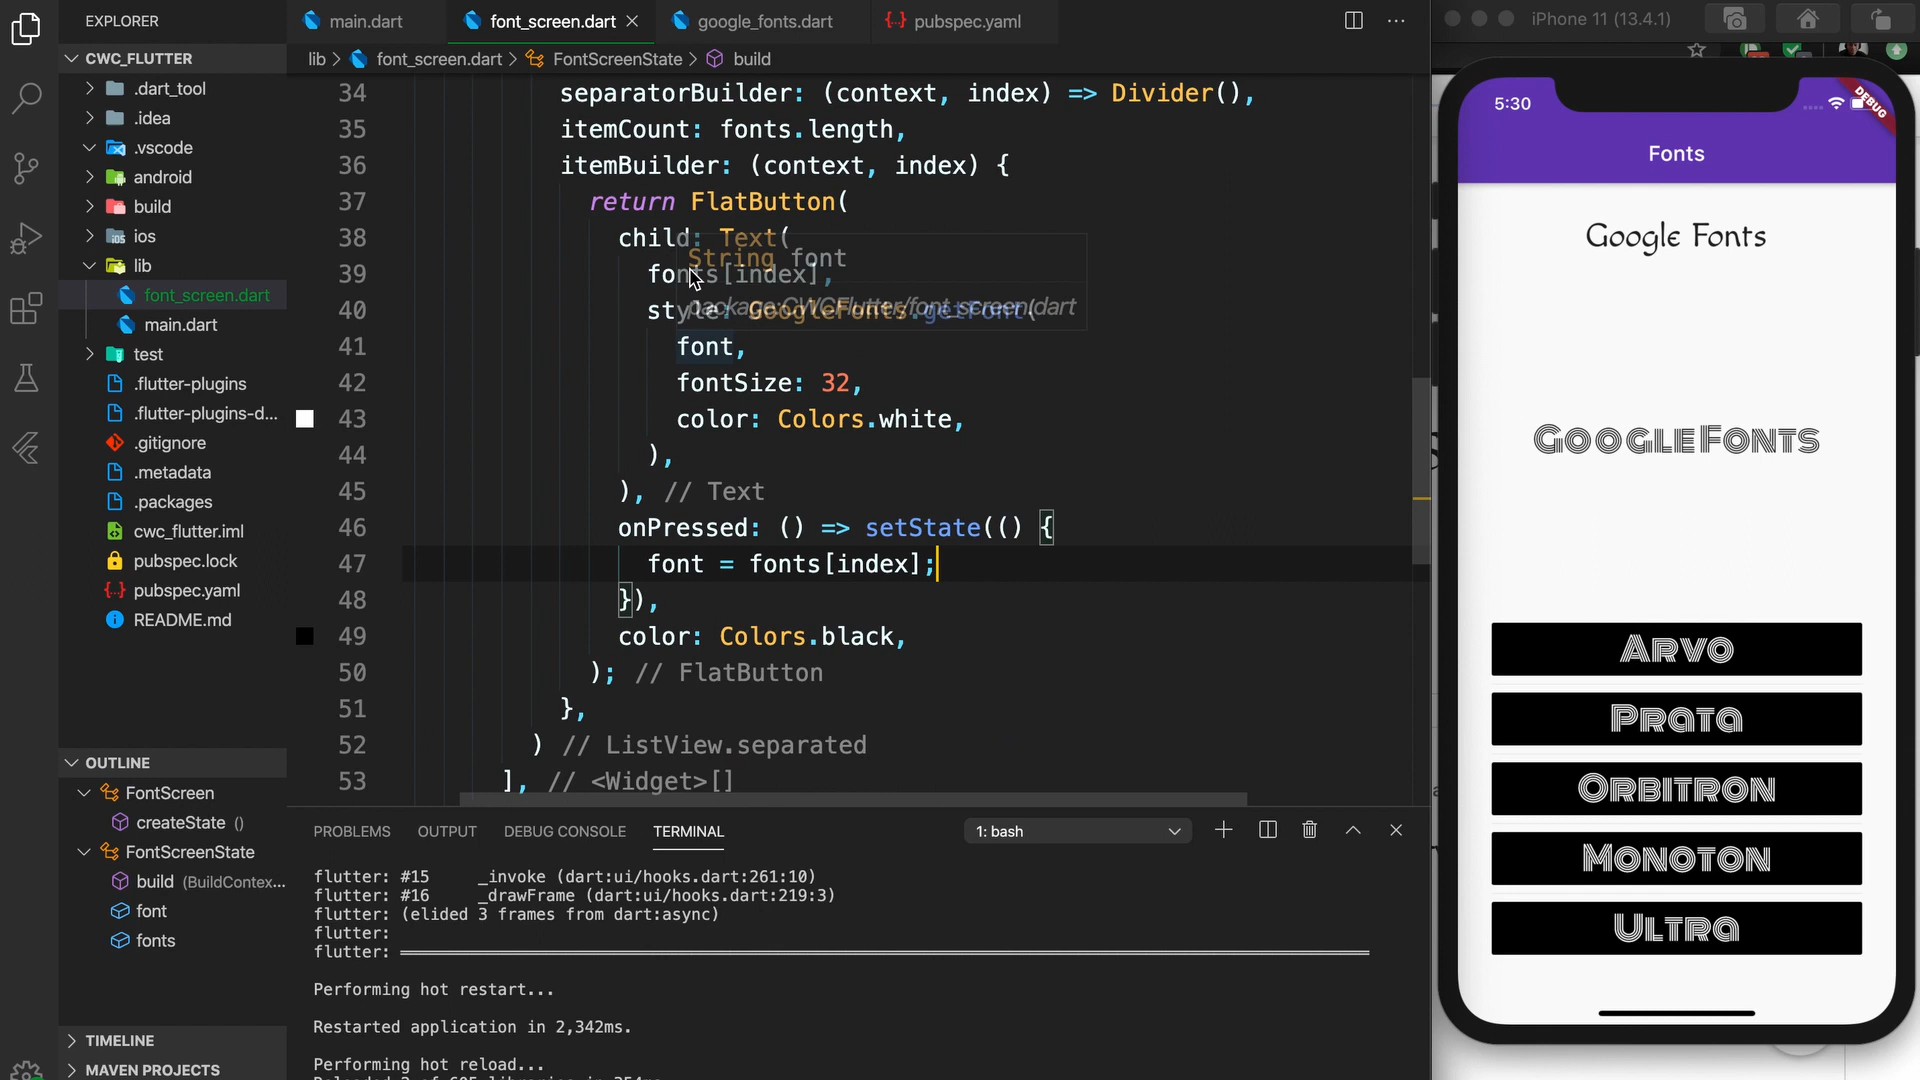 EXPLORER
main.dart
font_screen.dart
google_fonts.dart
pubspec.yaml
iPhone 11 (13.4.1)
CWC_FLUTTER
lib > font_screen.dart > FontScreenState > build
.dart_tool
.idea
.vscode
android
build
ios
lib
font_screen.dart
main.dart
test
.flutter-plugins
.flutter-plugins-d...
.gitignore
.metadata
.packages
cwc_flutter.iml
pubspec.lock
pubspec.yaml
README.md
OUTLINE
FontScreen
createState ()
FontScreenState
build (BuildContex...
font
fonts
TIMELINE
MAVEN PROJECTS
34 separatorBuilder: (context, index) => Divider(),
35 itemCount: fonts.length,
36 itemBuilder: (context, index) {
37 return FlatButton(
38 child: Text(
String font
39 fonts[index],
package:CWCFlutter/font_screen.dart
40 style: GoogleFonts.getFont(
41 font,
42 fontSize: 32,
43 color: Colors.white,
44 ),
45 ), // Text
46 onPressed: () => setState(() {
47 font = fonts[index];
48 }),
49 color: Colors.black,
50 ); // FlatButton
51 },
52 ) // ListView.separated
53 ], // <Widget>[]
PROBLEMS OUTPUT DEBUG CONSOLE TERMINAL
1: bash
flutter: #15 _invoke (dart:ui/hooks.dart:261:10)
flutter: #16 _drawFrame (dart:ui/hooks.dart:219:3)
flutter: (elided 3 frames from dart:async)
flutter:
flutter:
Performing hot restart...
Restarted application in 2,342ms.
Performing hot reload...
5:30
DEBUG
Fonts
Google Fonts
GoogleFonts
Arvo
Prata
Orbitron
Monoton
Ultra